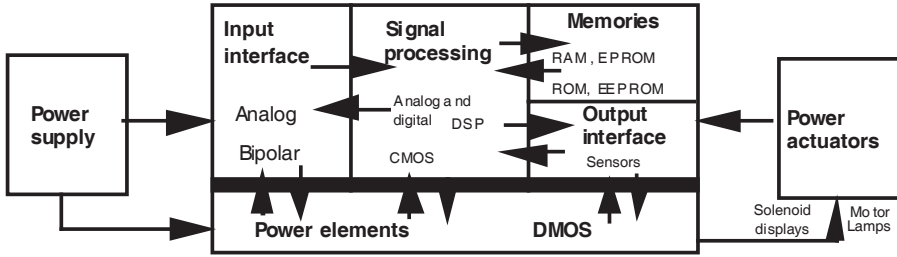 Power
supply
Input
interface
Analog
Bipolar
Signal
processing
Analog and
digital DSP
CMOS
Memories
RAM, EPROM
ROM, EEPROM
Output
interface
Sensors
Power elements DMOS
Power
actuators
Solenoid
displays
Motor
Lamps